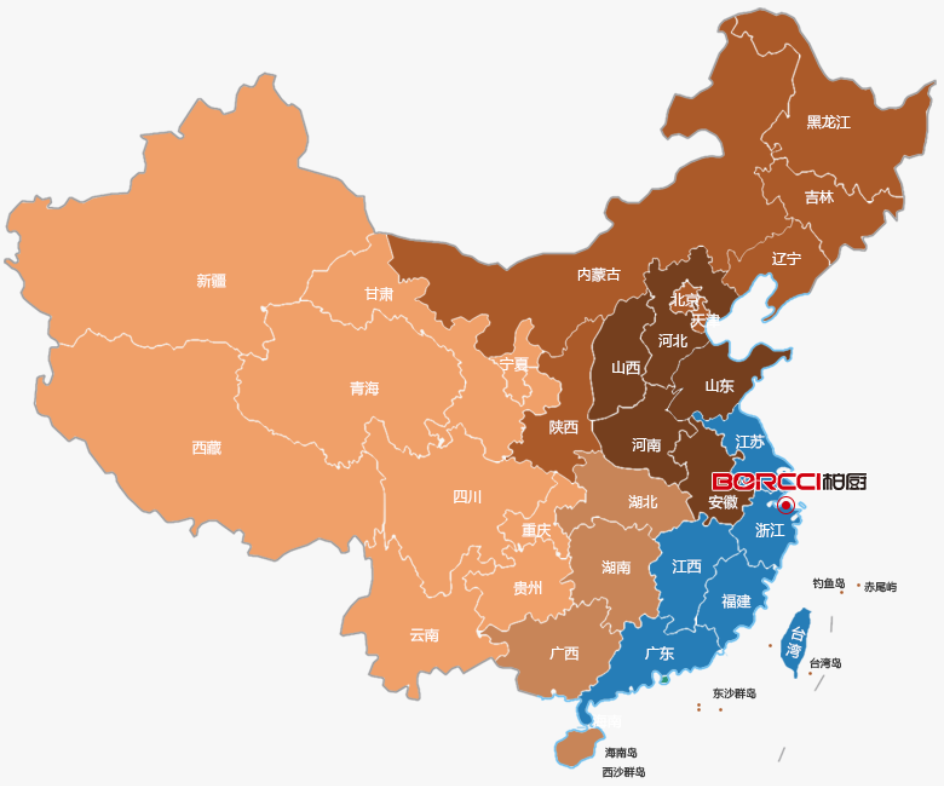 黑龙江
吉林
辽宁
内蒙古
新疆
甘肃
北京
天津
河北
宁夏
山西
青海
山东
陕西
河南
江苏
西藏
BORCCI柏厨
四川
湖北
安徽
重庆
浙江
湖南
江西
贵州
福建
钓鱼岛
赤尾屿
云南
广西
广东
台湾
台湾岛
东沙群岛
海南岛
西沙群岛